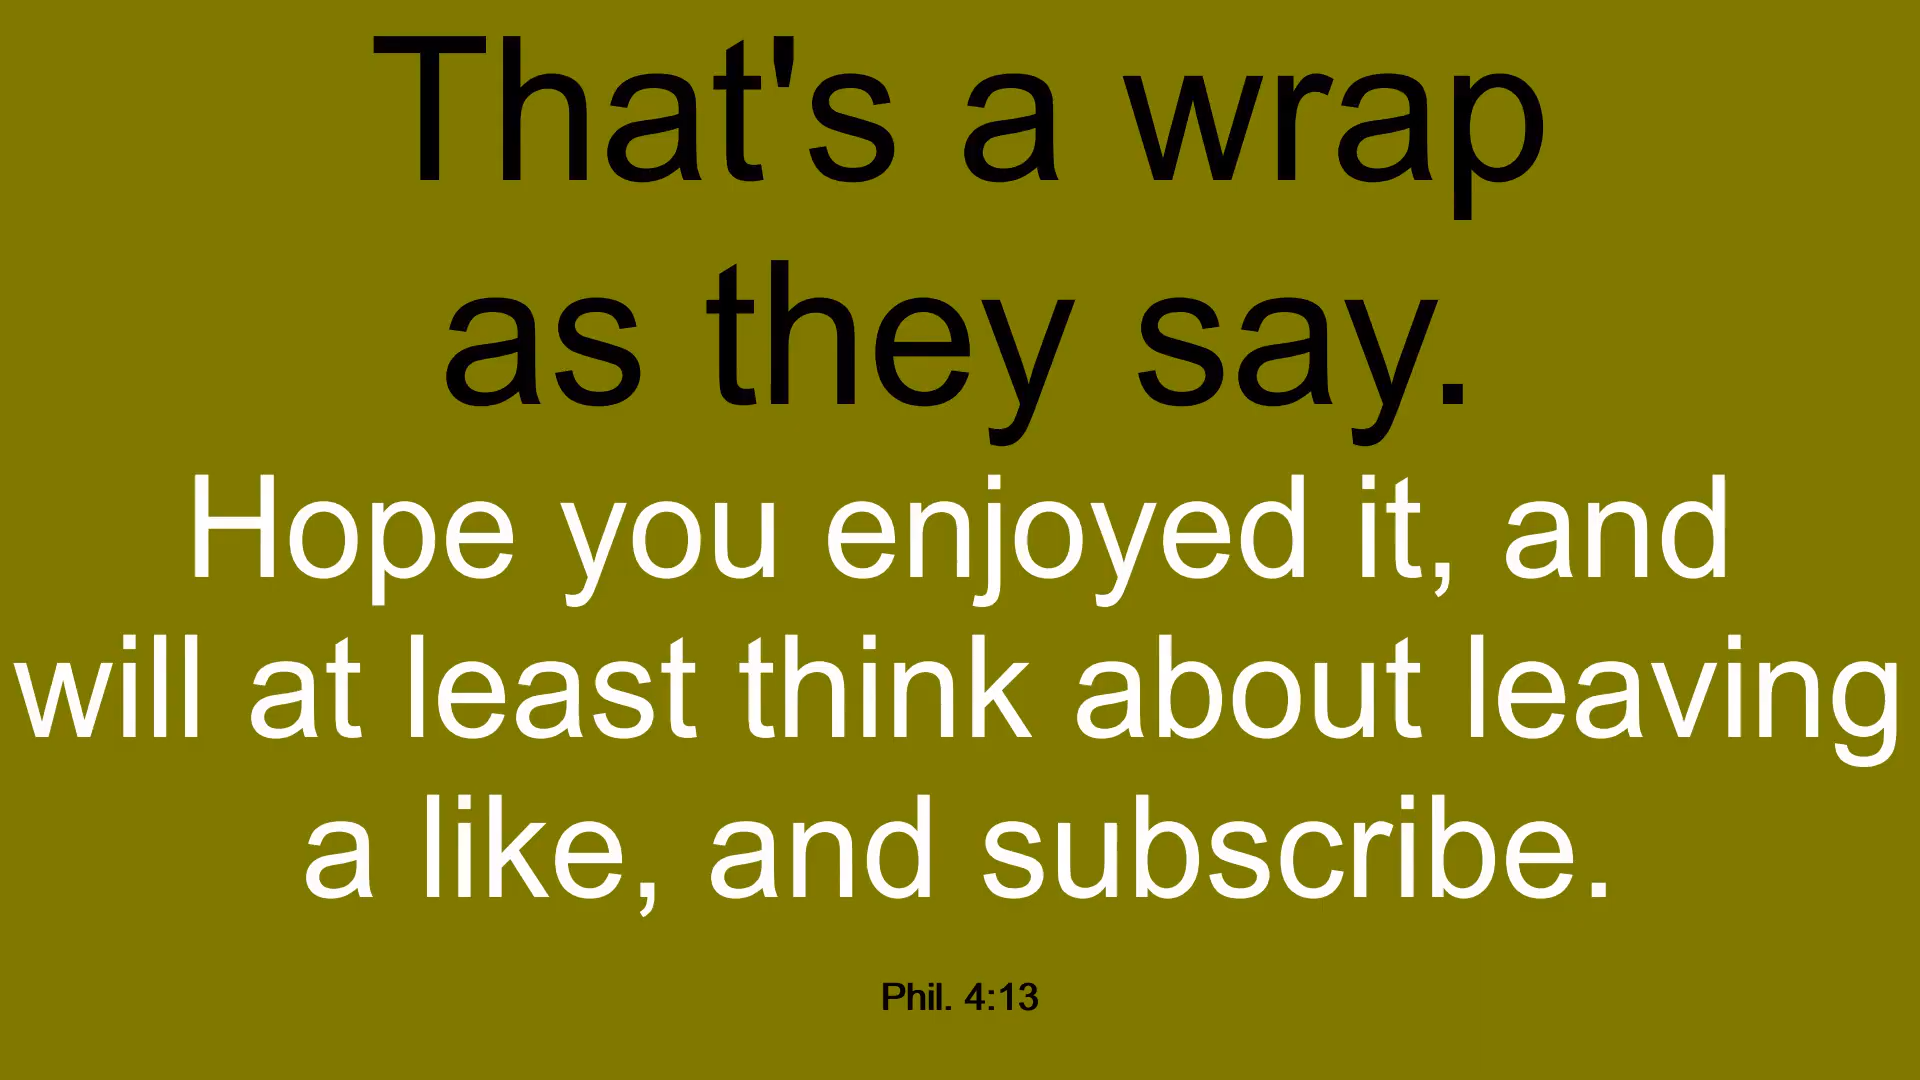 That's a wrap
as they say.
Hope you enjoyed it, and
will at least think about leaving
a like, and subscribe.
Phil. 4:13